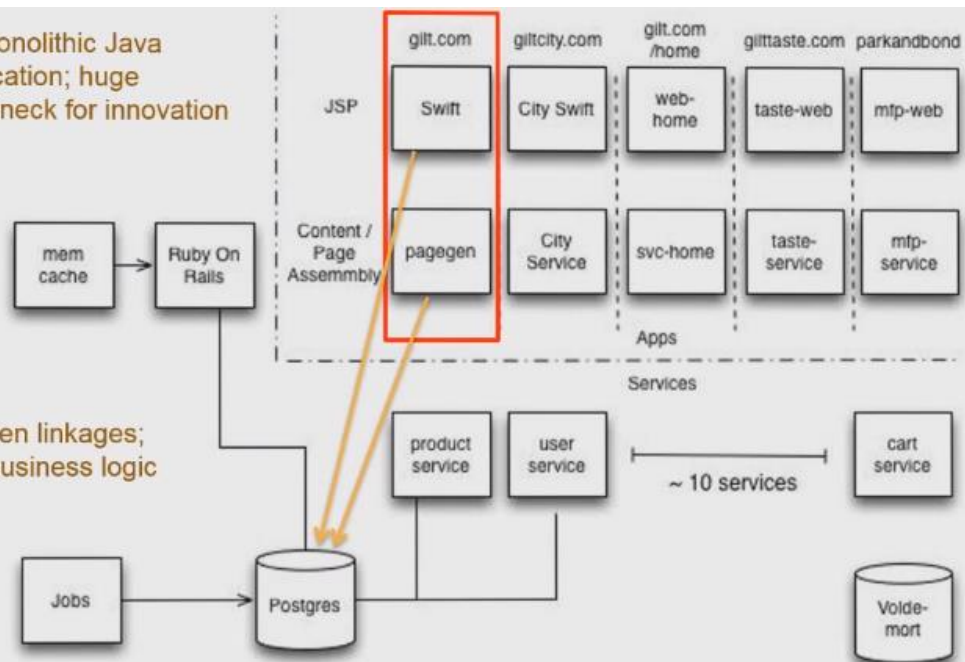 onolithic Java
cation; huge
neck for innovation
gilt.com
giltcity.com
gilt.com
/home
gilttaste.com
parkandbond
JSP
Swift
City Swift
web-
home
taste-web
mfp-web
Content /
Page
Assemmbly
pagegen
City
Service
svc-home
taste-
service
mfp-
service
Apps
Services
mem
cache
Ruby On
Rails
en linkages;
usiness logic
product
service
user
service
~ 10 services
cart
service
Jobs
Postgres
Volde-
mort